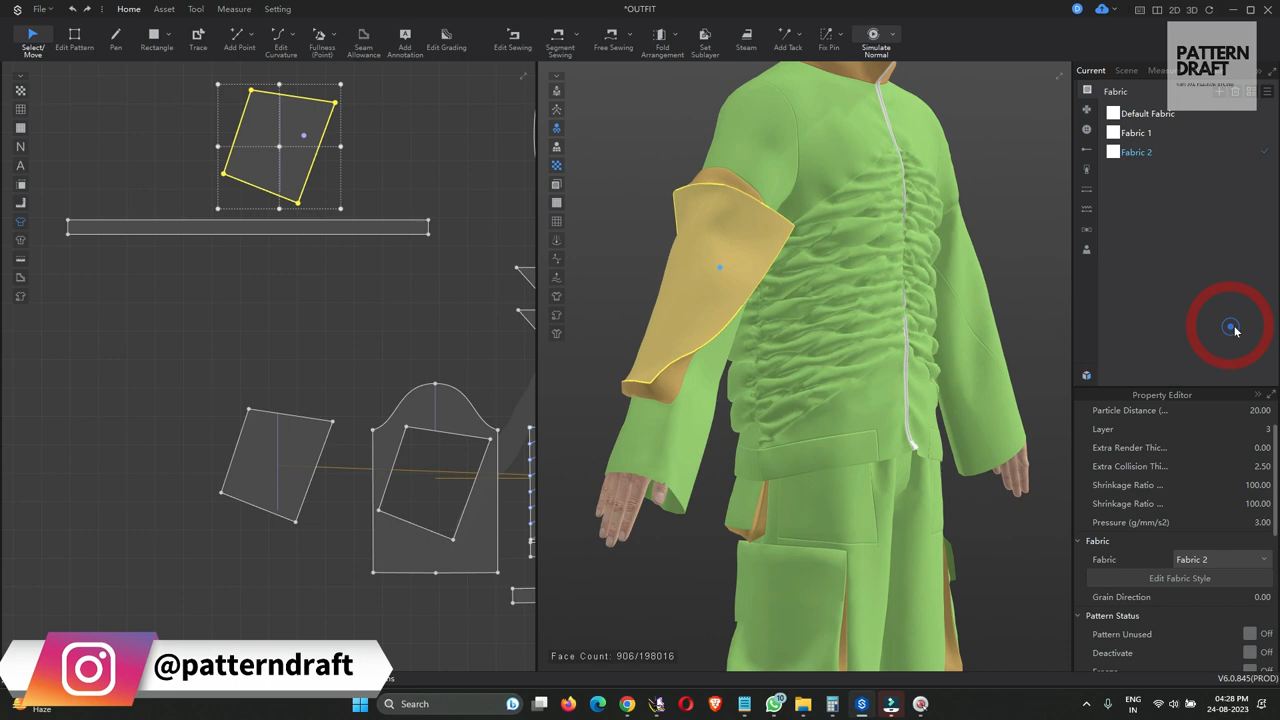 File
Home
Asset
Tool
Measure
Setting
*OUTFIT
2D
3D
Select/
Move
Edit Pattern
Pen
Rectangle
Trace
Add Point
Edit
Curvature
Fullness
(Point)
Seam
Allowance
Add
Annotation
Edit Grading
Edit Sewing
Segment
Sewing
Free Sewing
Fold
Arrangement
Set
Sublayer
Steam
Add Tack
Fix Pin
Simulate
Normal
PATTERN
DRAFT
Current
Scene
Fabric
Default Fabric
Fabric 1
Fabric 2
Property Editor
Particle Distance (... 20.00
Layer 3
Extra Render Thic... 0.00
Extra Collision Thi... 2.50
Shrinkage Ratio ... 100.00
Shrinkage Ratio ... 100.00
Pressure (g/mm/s2) 3.00
Fabric
Fabric Fabric 2
Edit Fabric Style
Grain Direction 0.00
Pattern Status
Pattern Unused Off
Deactivate Off
Face Count: 906/198016
@patterndraft
V6.0.845(PROD)
Haze
Search
10
ENG
IN
04:28 PM
24-08-2023